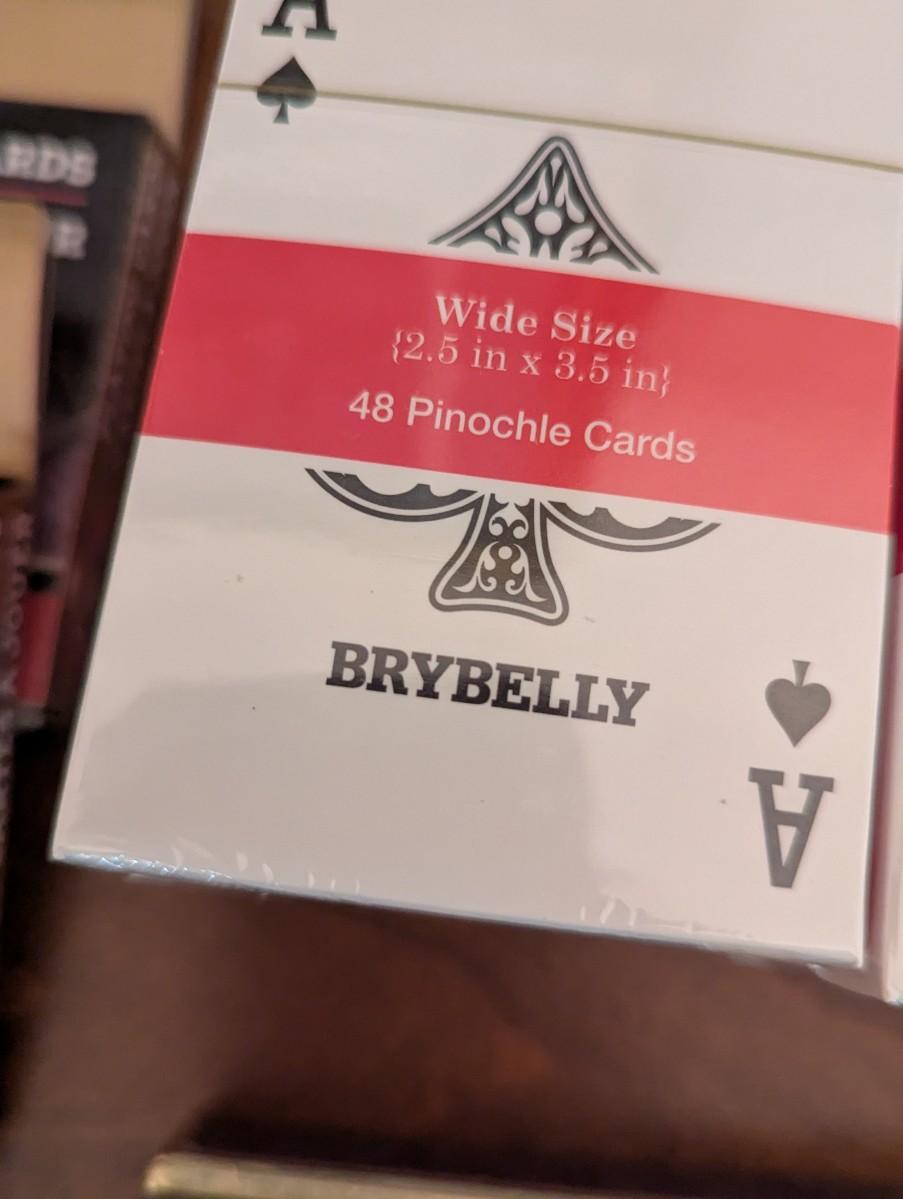 A
Wide Size
{2.5 in x 3.5 in}
48 Pinochle Cards
BRYBELLY
A